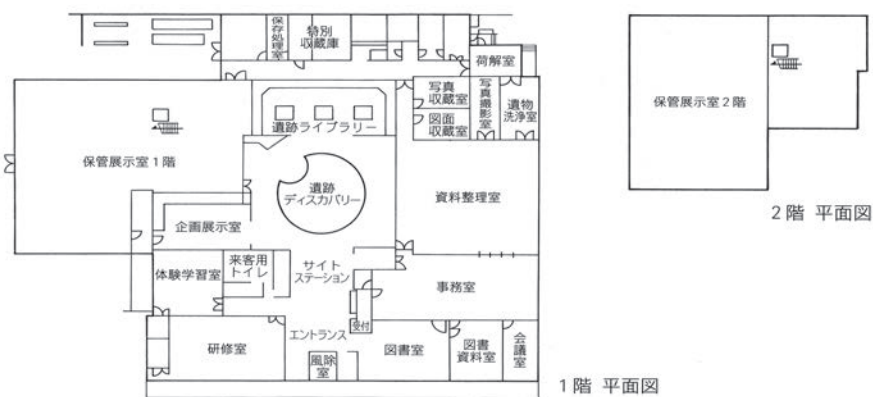 保存処理室
特別
収蔵庫
荷解室
写真
収蔵室
写真撮影室
遺物
洗浄室
図面
収蔵室
遺跡ライブラリー
保管展示室1階
遺跡
ディスカバリー
資料整理室
企画展示室
体験学習室
来客用
トイレ
サイト
ステーション
事務室
エントランス
受付
研修室
風除
室
図書室
図書
資料室
会議室
1階 平面図
保管展示室2階
2階 平面図